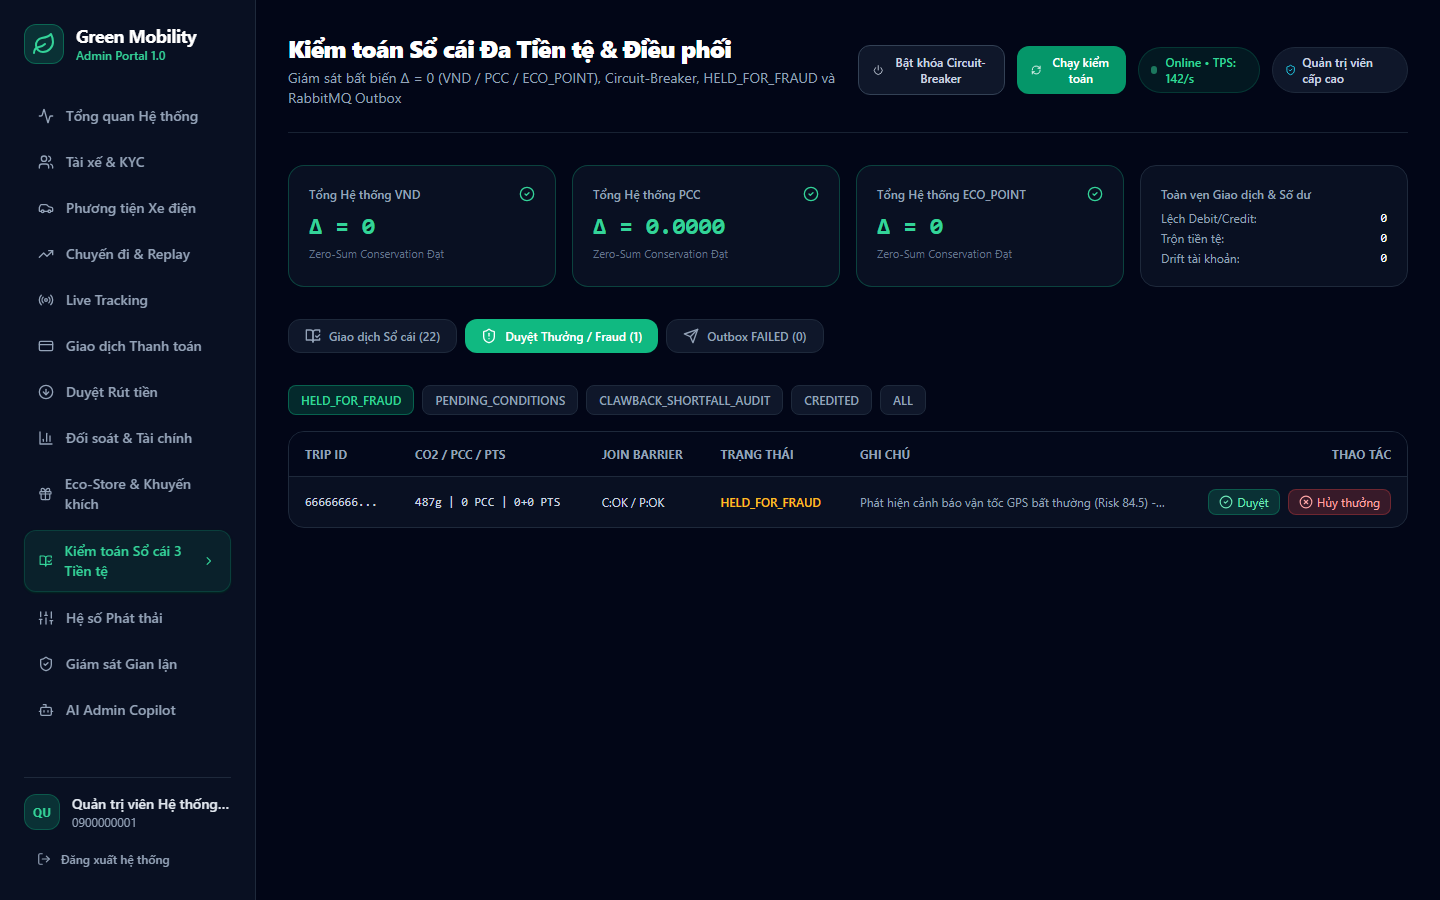 Green Mobility
Admin Portal 1.0
Tổng quan Hệ thống
Tài xế & KYC
Phương tiện Xe điện
Chuyến đi & Replay
Live Tracking
Giao dịch Thanh toán
Duyệt Rút tiền
Đối soát & Tài chính
Eco-Store & Khuyến
khích
Kiểm toán Sổ cái 3
Tiền tệ
Hệ số Phát thải
Giám sát Gian lận
AI Admin Copilot
QU
Quản trị viên Hệ thống...
0900000001
Đăng xuất hệ thống
Kiểm toán Sổ cái Đa Tiền tệ & Điều phối
Giám sát bất biến Δ = 0 (VND / PCC / ECO_POINT), Circuit-Breaker, HELD_FOR_FRAUD và
RabbitMQ Outbox
Bật khóa Circuit-
Breaker
Chạy kiểm
toán
Online • TPS:
142/s
Quản trị viên
cấp cao
Tổng Hệ thống VND
Δ = 0
Zero-Sum Conservation Đạt
Tổng Hệ thống PCC
Δ = 0.0000
Zero-Sum Conservation Đạt
Tổng Hệ thống ECO_POINT
Δ = 0
Zero-Sum Conservation Đạt
Toàn vẹn Giao dịch & Số dư
Lệch Debit/Credit: 0
Trộn tiền tệ: 0
Drift tài khoản: 0
Giao dịch Sổ cái (22)
Duyệt Thưởng / Fraud (1)
Outbox FAILED (0)
HELD_FOR_FRAUD
PENDING_CONDITIONS
CLAWBACK_SHORTFALL_AUDIT
CREDITED
ALL
TRIP ID CO2 / PCC / PTS JOIN BARRIER TRẠNG THÁI GHI CHÚ THAO TÁC
66666666... 487g | 0 PCC | 0+0 PTS C:OK / P:OK HELD_FOR_FRAUD Phát hiện cảnh báo vận tốc GPS bất thường (Risk 84.5) -... Duyệt Hủy thưởng